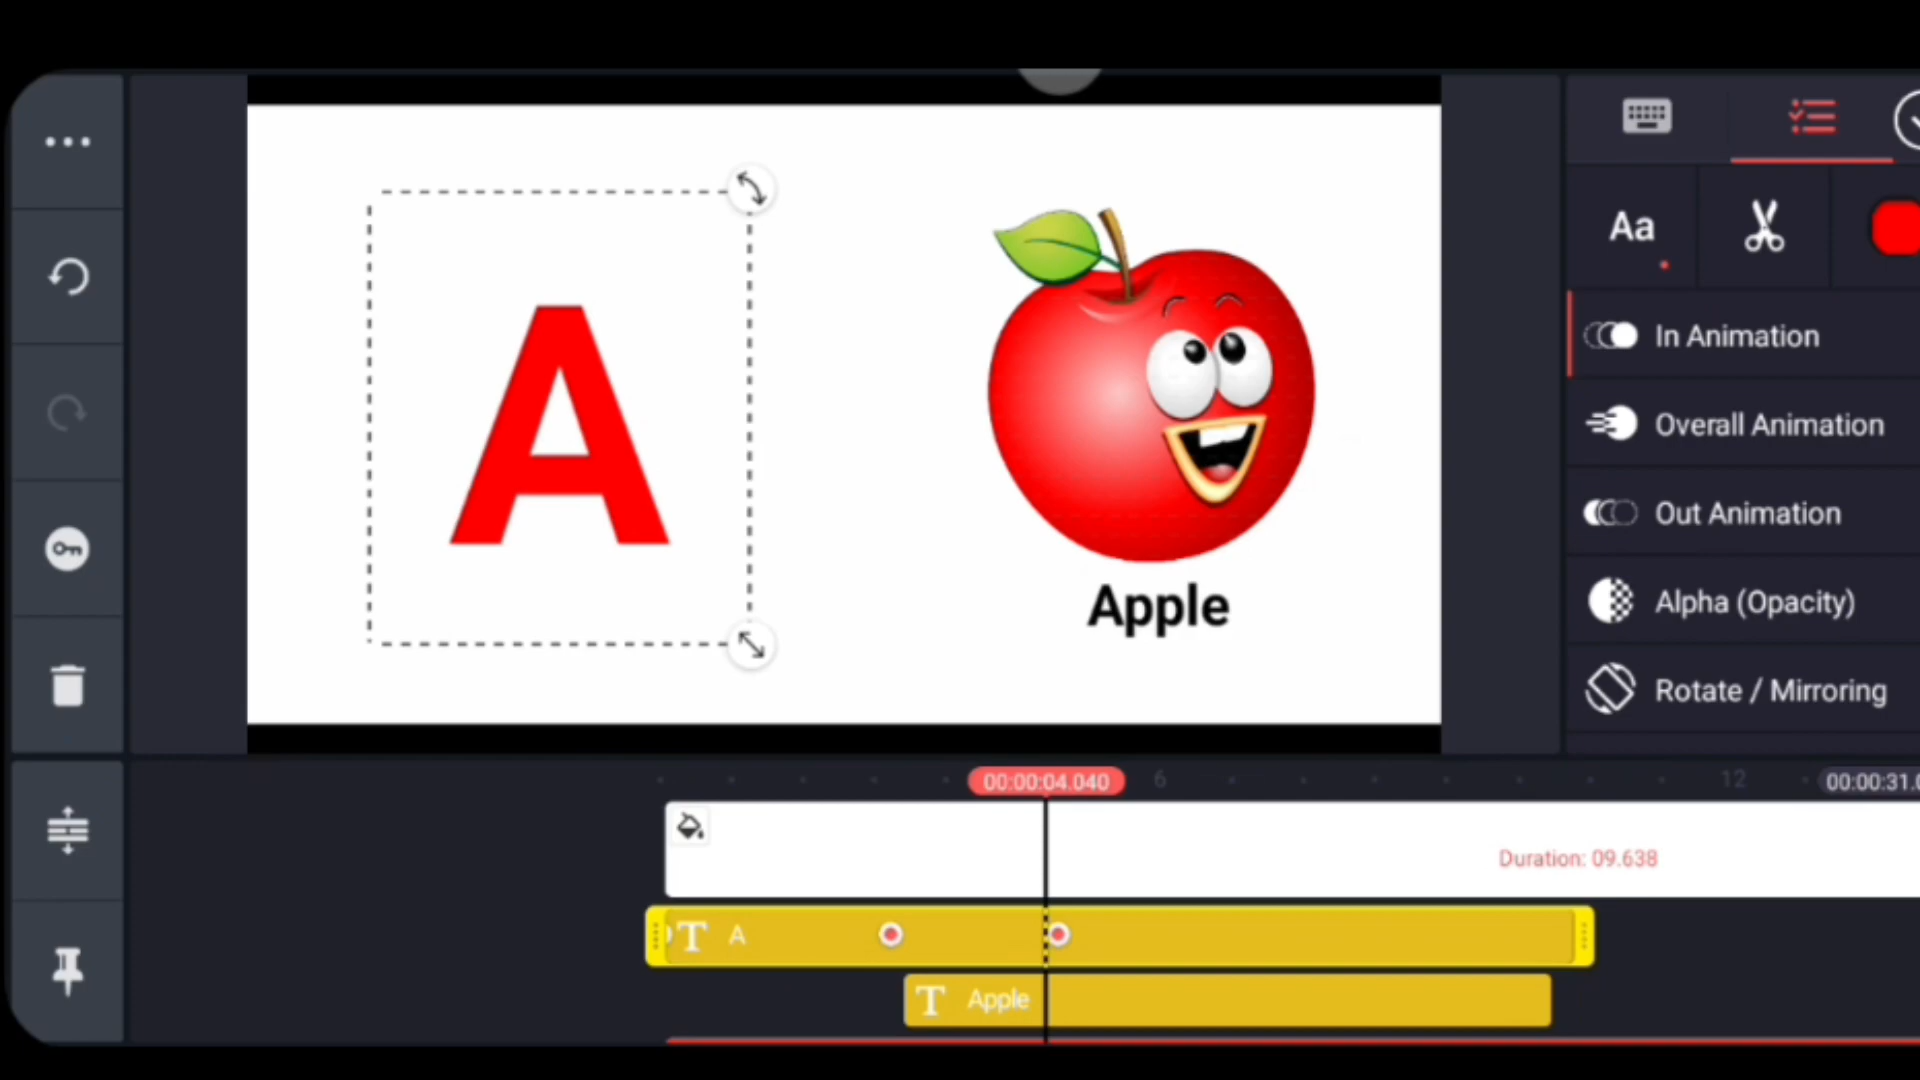 Aa
In Animation
Overall Animation
Out Animation
Alpha (Opacity)
Rotate / Mirroring
A
Apple
00:00:04.040
6
12
00:00:31.0
Duration: 09.638
T A
T Apple